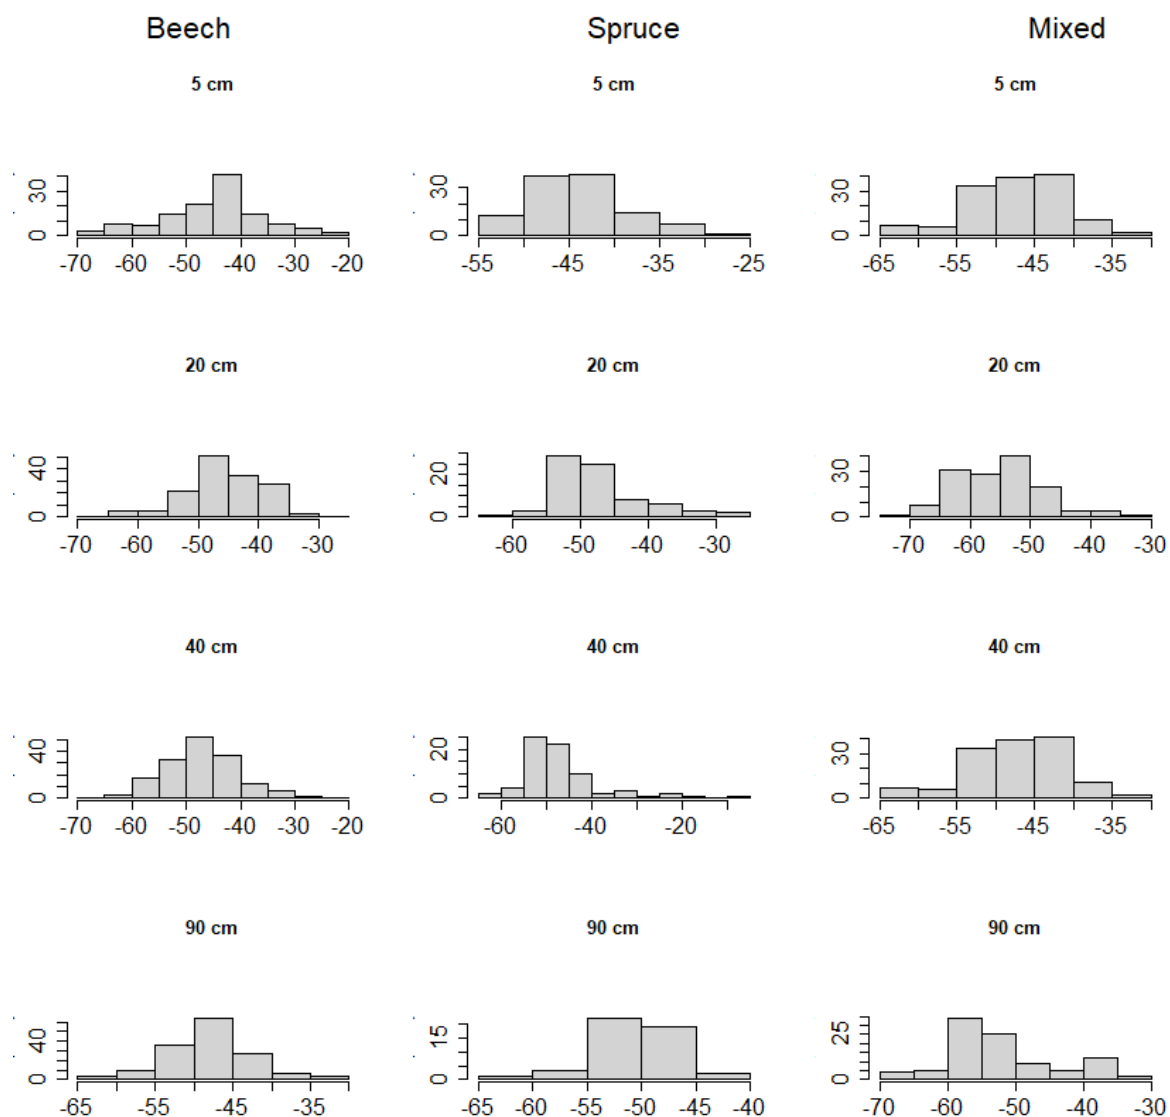 Beech Spruce Mixed
5 cm 5 cm 5 cm
30 30 30
0 0 0
-70 -60 -50 -40 -30 -20 -55 -45 -35 -25 -65 -55 -45 -35
20 cm 20 cm 20 cm
40 20 30
0 0 0
-70 -60 -50 -40 -30 -60 -50 -40 -30 -70 -60 -50 -40 -30
40 cm 40 cm 40 cm
40 20 30
0 0 0
-70 -60 -50 -40 -30 -20 -60 -40 -20 -65 -55 -45 -35
90 cm 90 cm 90 cm
40 15 25
0 0 0
-65 -55 -45 -35 -65 -60 -55 -50 -45 -40 -70 -60 -50 -40 -30